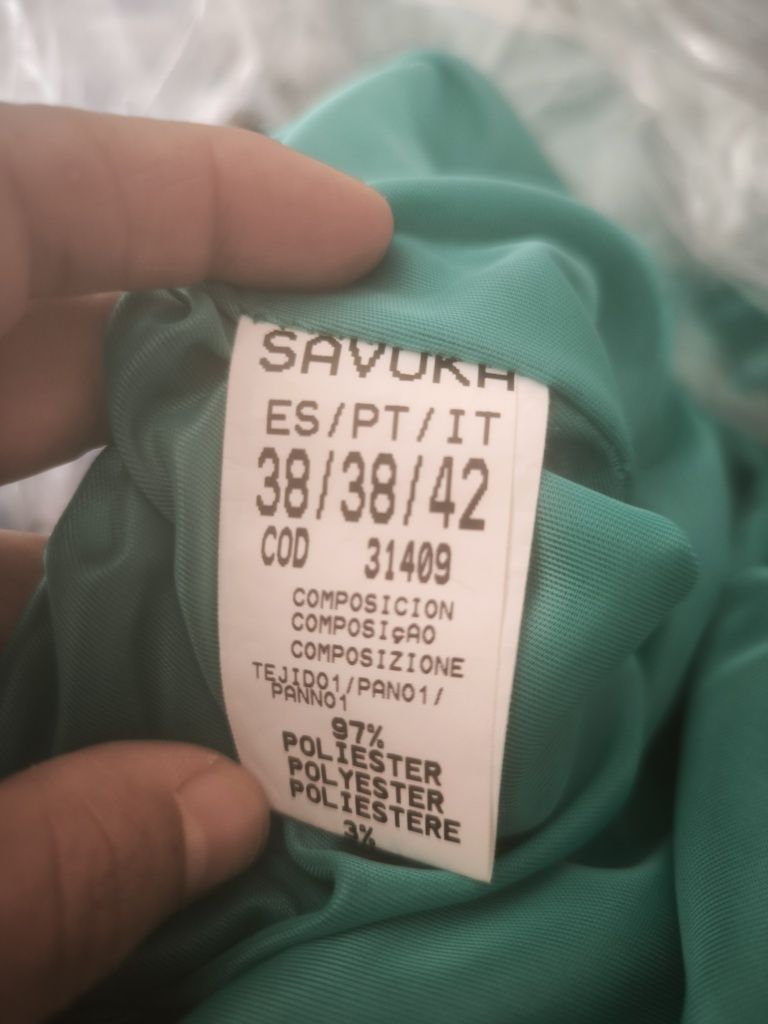 SAVOKA
ES/PT/IT
38/38/42
COD 31409
COMPOSICION
COMPOSIçAO
COMPOSIZIONE
TEJIDO1/PANO1/
PANNO1
97%
POLIESTER
POLYESTER
POLIESTERE
3%